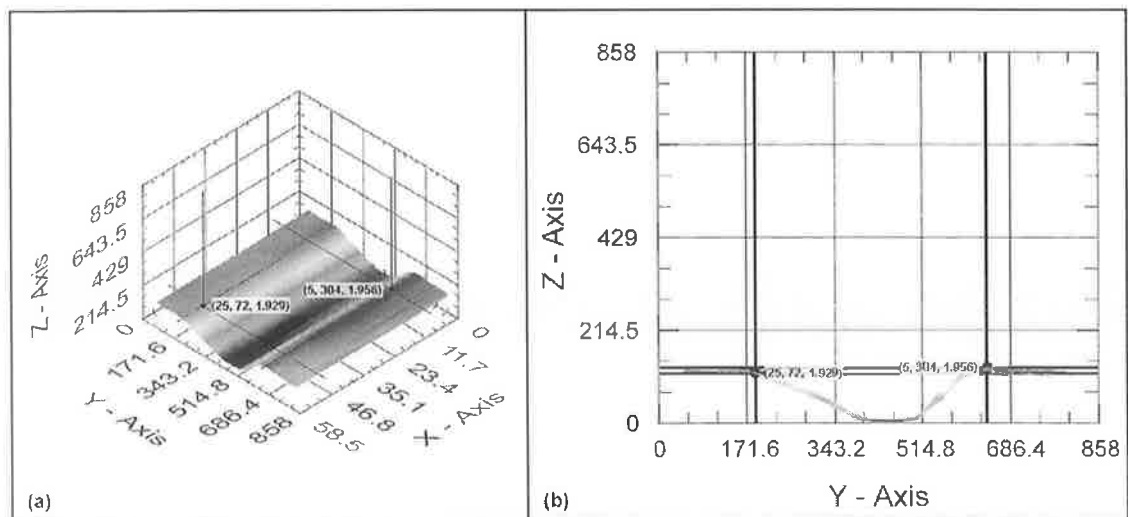 858
643.5
429
214.5
0
Z - Axis
(25, 72, 1.929)
(5, 304, 1.956)
171.6
343.2
514.8
686.4
858
Y - Axis
0
11.7
23.4
35.1
46.8
58.5
X - Axis
(a)
858
643.5
429
214.5
0
Z - Axis
(25, 72, 1.929)
(5, 304, 1.956)
0 171.6 343.2 514.8 686.4 858
Y - Axis
(b)